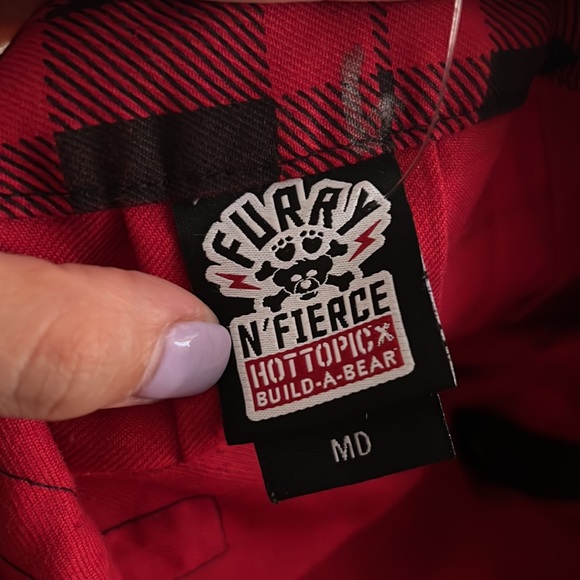 FURRY
N'FIERCE
HOTTOPIC X
BUILD-A-BEAR
MD